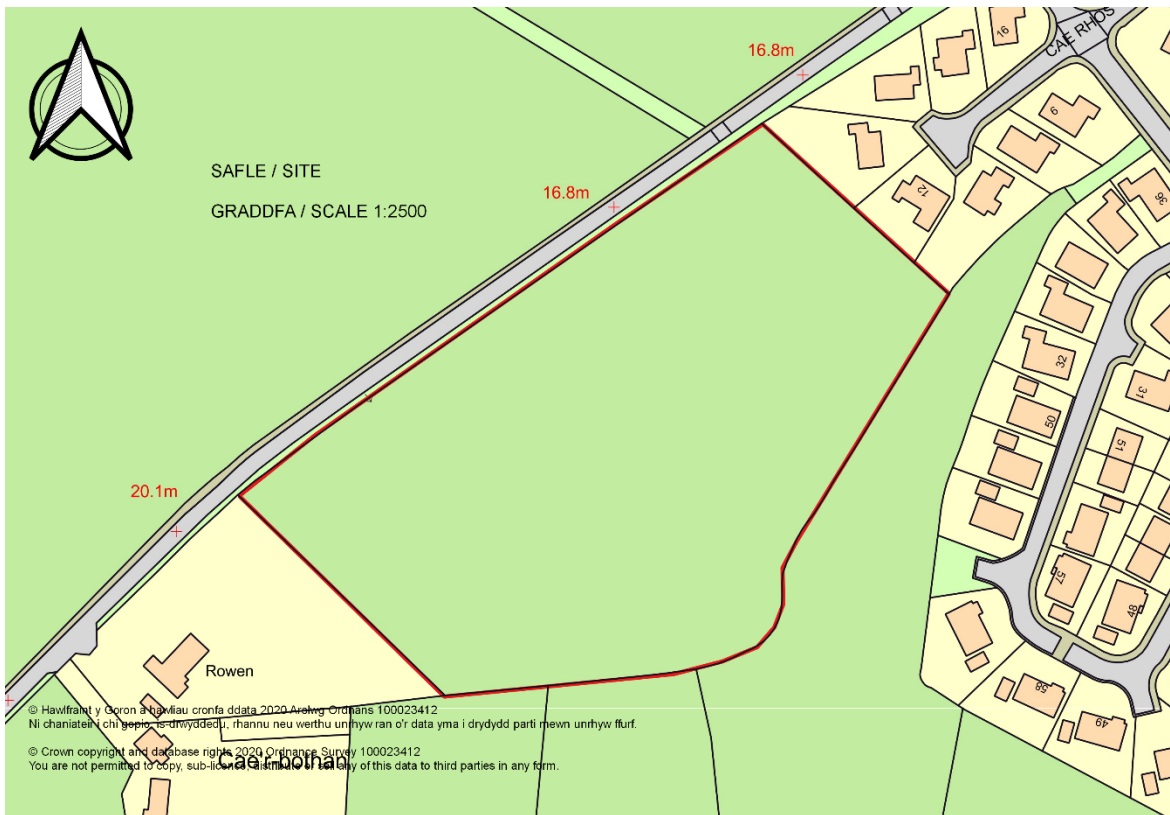 16.8m
16
CAE RHOS
SAFLE / SITE
GRADDFA / SCALE 1:2500
16.8m
6
12
36
32
31
50
51
20.1m
57
48
Rowen
58
49
© Hawlfraint y Goron a hawliau cronfa ddata 2020 Arolwg Ordnans 100023412
Ni chaniateir i chi gopïo, is-drwyddedu, rhannu neu werthu unrhyw ran o'r data yma i drydydd parti mewn unrhyw ffurf.
© Crown copyright and database rights 2020 Ordnance Survey 100023412
Cae'r-bothan
You are not permitted to copy, sub-licence, distribute or sell any of this data to third parties in any form.